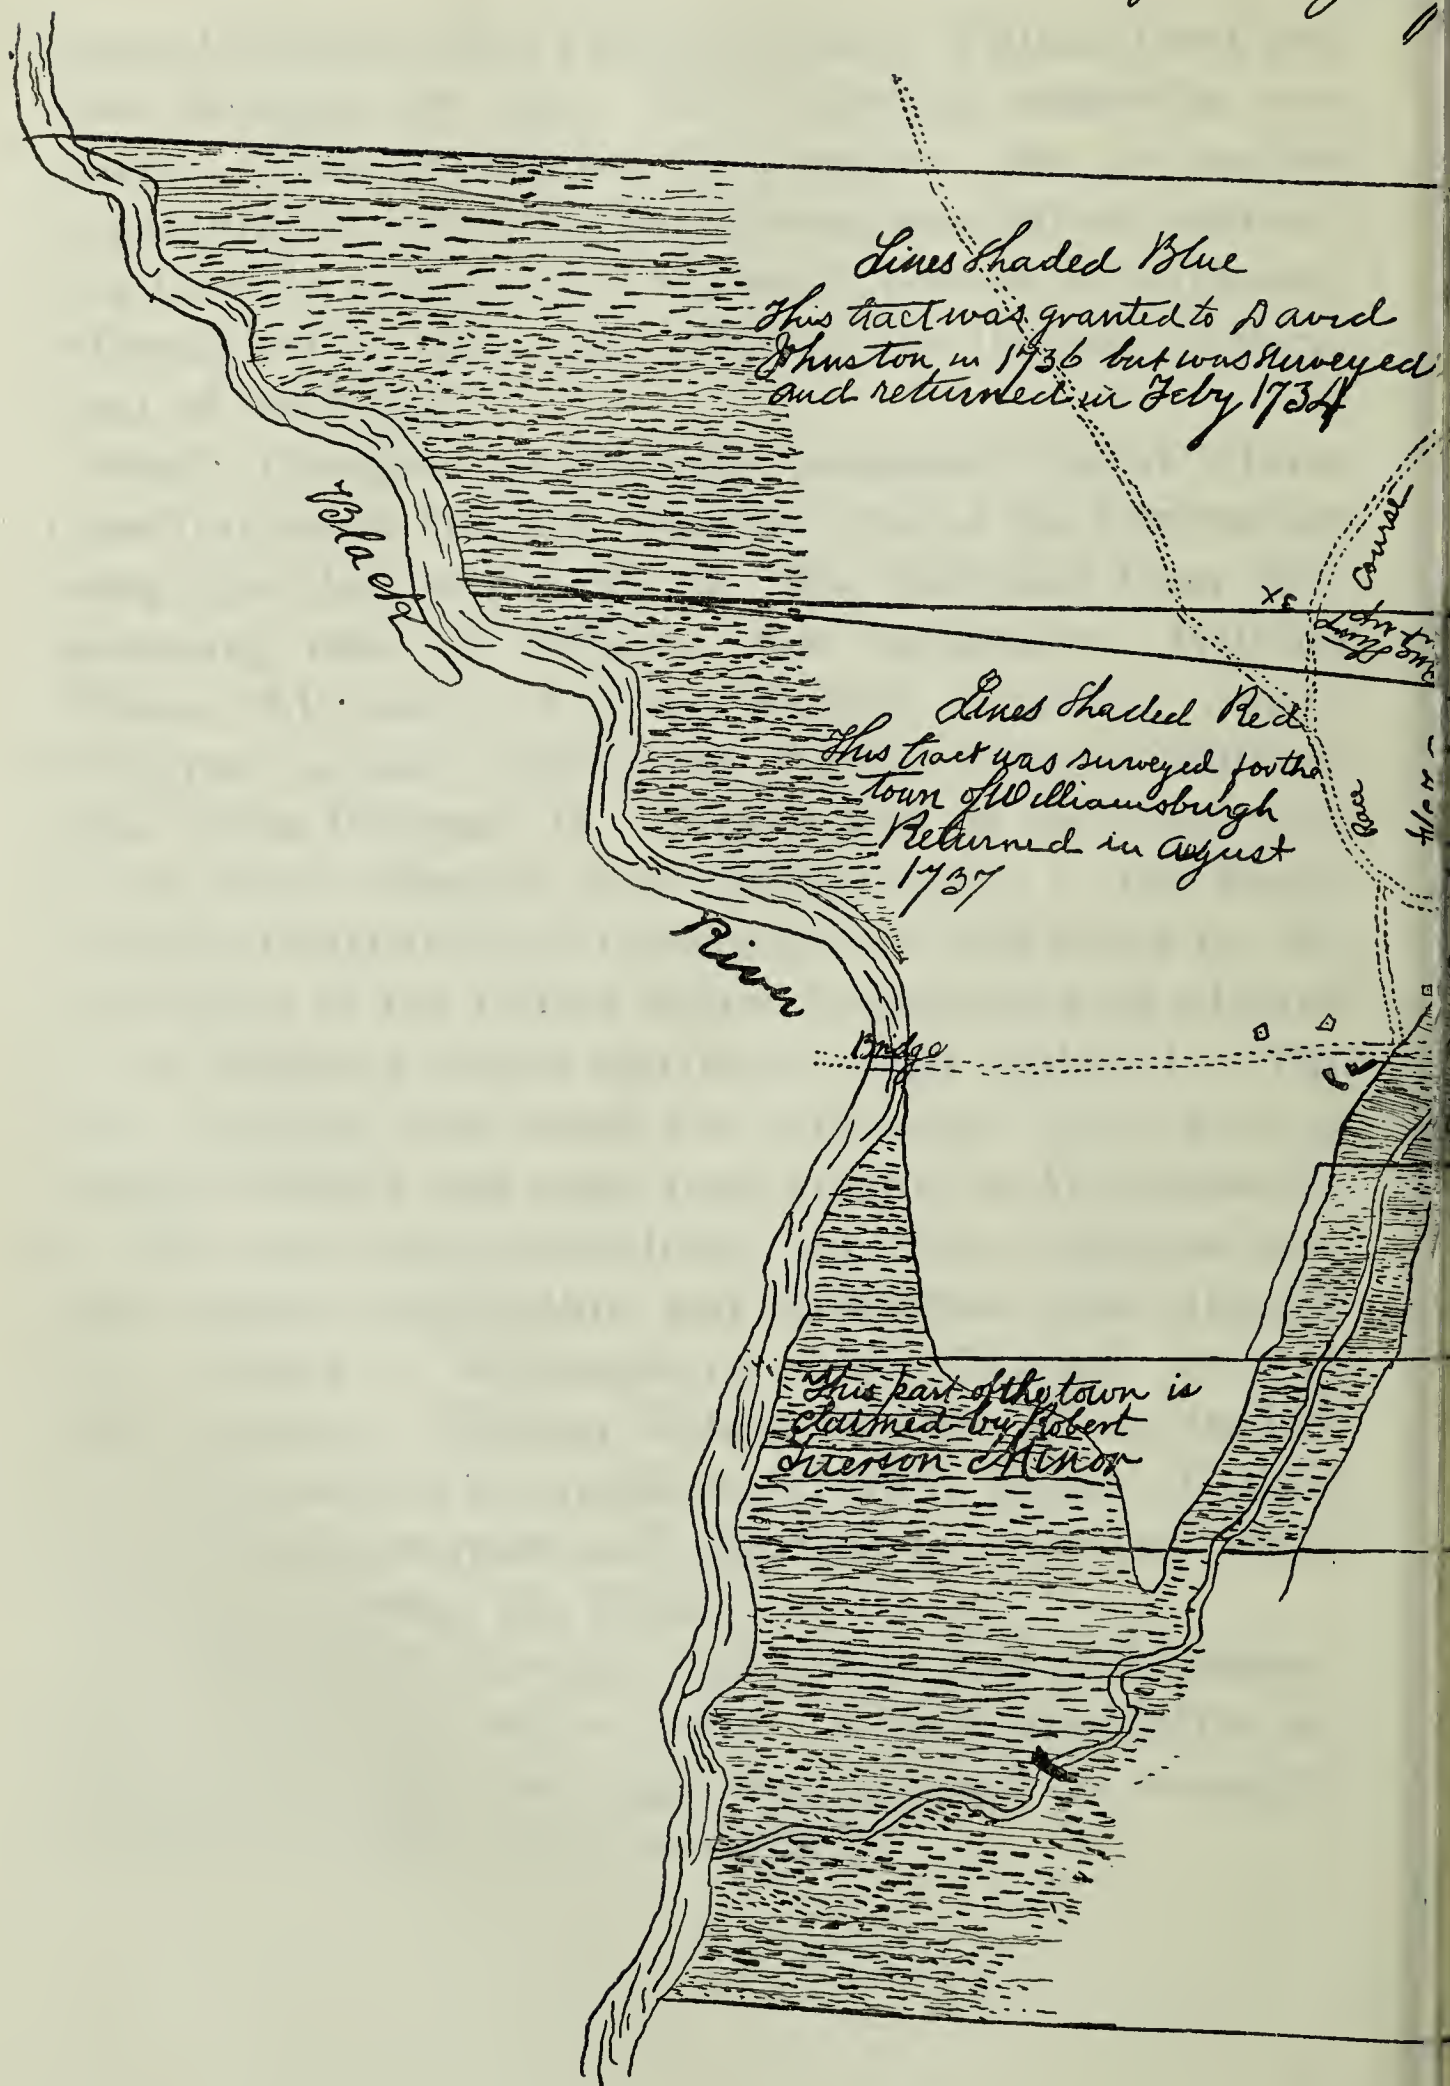 Lines Shaded Blue
This tract was granted to David
Jhnston in 1736 but was surveyed
and returned in Feby 1734
Black
River
Course
X
Lines Shaded Red
This tract was surveyed for the
town of Williamsburgh
Returned in august
1737
Race
Bridge
This part of the town is
claimed by Robert
Minor